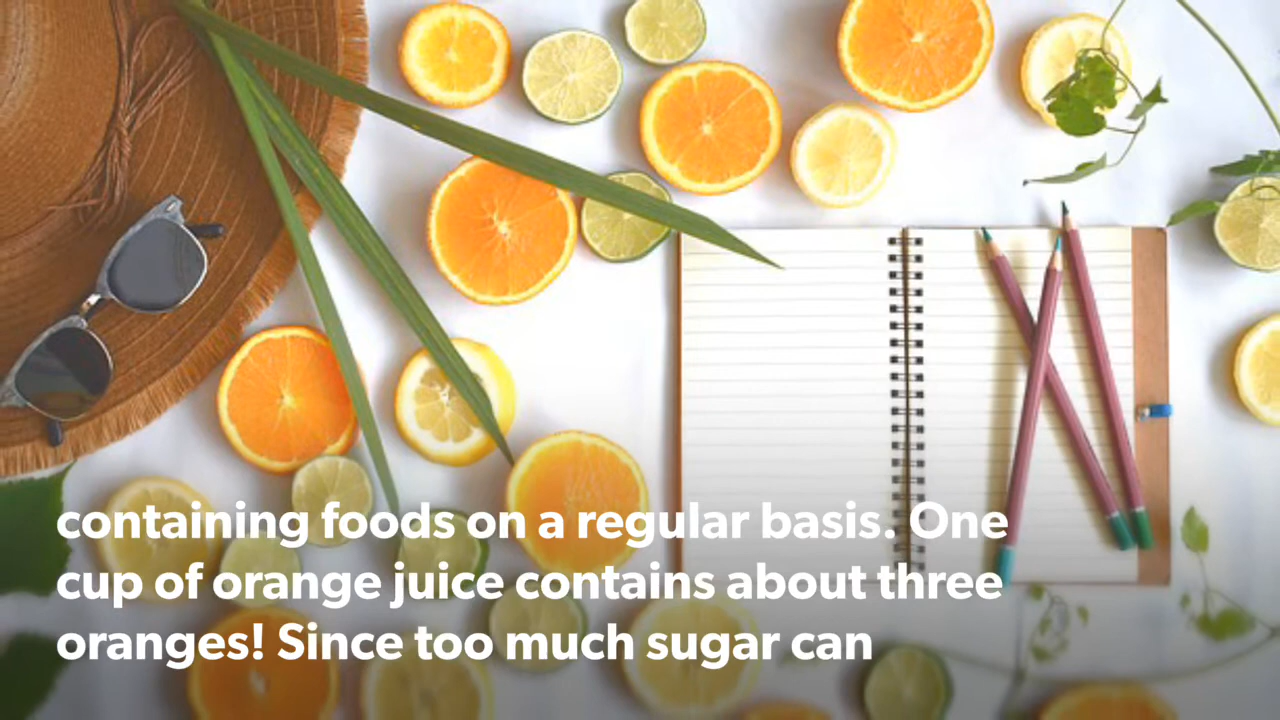 containing foods on a regular basis. One
cup of orange juice contains about three
oranges! Since too much sugar can